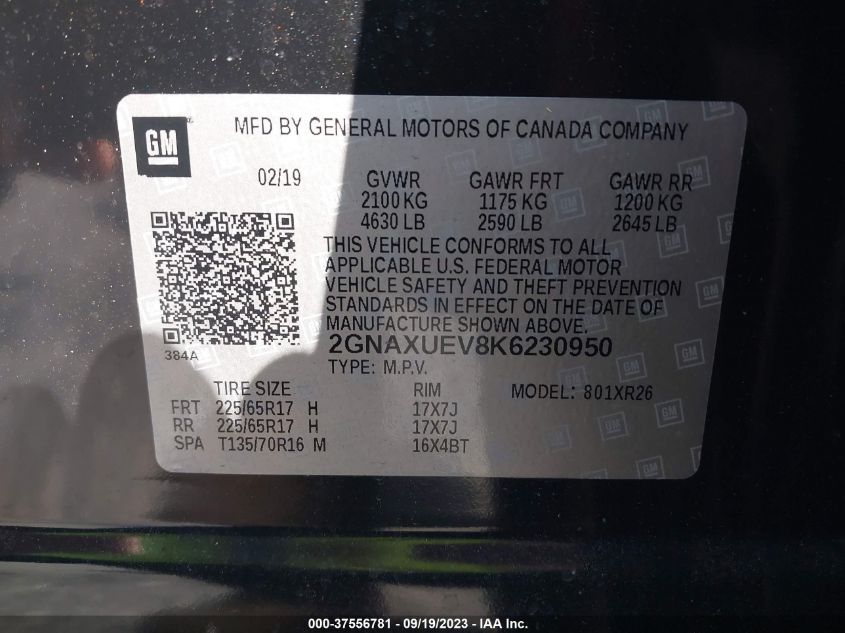 GM ®
MFD BY GENERAL MOTORS OF CANADA COMPANY
02/19 GVWR GAWR FRT GAWR RR
2100 KG 1175 KG 1200 KG
4630 LB 2590 LB 2645 LB
THIS VEHICLE CONFORMS TO ALL
APPLICABLE U.S. FEDERAL MOTOR
VEHICLE SAFETY AND THEFT PREVENTION
STANDARDS IN EFFECT ON THE DATE OF
MANUFACTURE SHOWN ABOVE.
384A
2GNAXUEV8K6230950
TYPE: M.P.V.
TIRE SIZE RIM MODEL: 801XR26
FRT 225/65R17 H 17X7J
RR 225/65R17 H 17X7J
SPA T135/70R16 M 16X4BT
000-37556781 - 09/19/2023 - IAAI.COM